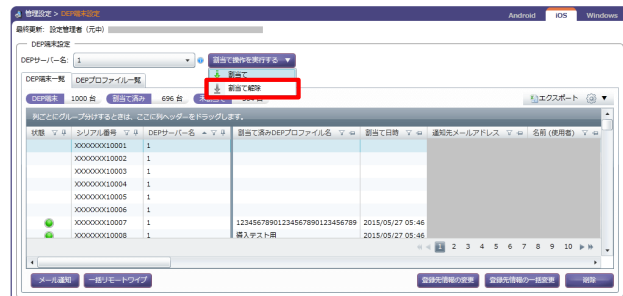 管理設定 > DEP端末設定
Android iOS Windows
最終更新: 設定管理者 (元中)
DEP端末設定
DEPサーバー名: 1 割当て操作を実行する ▼
割当て
割当て解除
DEP端末一覧 DEPプロファイル一覧
DEP端末 1000 台 割当て済み 696 台 エクスポート
列ごとにグループ分けするときは、ここに列ヘッダーをドラッグします。
状態 シリアル番号 DEPサーバー名 割当て済みDEPプロファイル名 割当て日時 通知先メールアドレス 名前 (使用者)
XXXXXXX10001 1
XXXXXXX10002 1
XXXXXXX10003 1
XXXXXXX10004 1
XXXXXXX10005 1
XXXXXXX10006 1
XXXXXXX10007 1 12345678901234567890123456789 2015/05/27 05:46
XXXXXXX10008 1 導入テスト用 2015/05/27 05:46
1 2 3 4 5 6 7 8 9 10
メール通知 一括リモートワイプ 登録先情報の変更 登録先情報の一括変更 削除